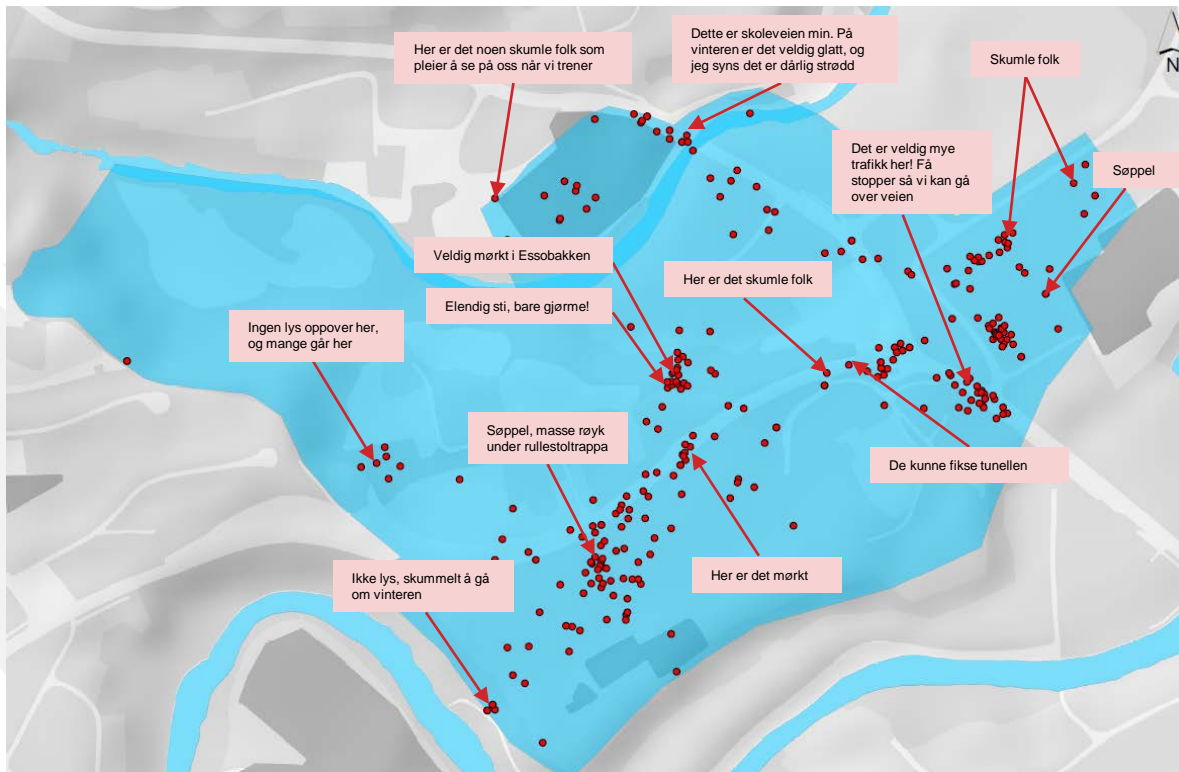 Her er det noen skumle folk som
pleier å se på oss når vi trener
Dette er skoleveien min. På
vinteren er det veldig glatt, og
jeg syns det er dårlig strødd
Skumle folk
N
Det er veldig mye
trafikk her! Få
stopper så vi kan gå
over veien
Søppel
Veldig mørkt i Essobakken
Her er det skumle folk
Elendig sti, bare gjørme!
Ingen lys oppover her,
og mange går her
Søppel, masse røyk
under rullestoltrappa
De kunne fikse tunellen
Ikke lys, skummelt å gå
om vinteren
Her er det mørkt